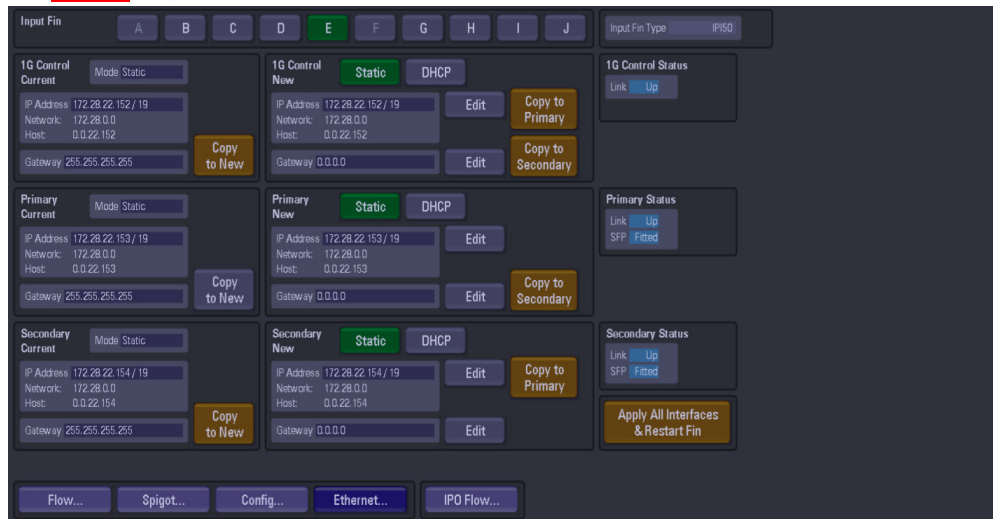 Input Fin
A B C D E F G H I J
Input Fin Type IPI50
1G Control
Current
Mode Static
IP Address 172.28.22.152 / 19
Network: 172.28.0.0
Host: 0.0.22.152
Gateway 255.255.255.255
Copy
to New
1G Control
New
Static
DHCP
IP Address 172.28.22.152 / 19
Network: 172.28.0.0
Host: 0.0.22.152
Edit
Gateway 0.0.0.0
Edit
Copy to
Primary
Copy to
Secondary
1G Control Status
Link Up
Primary
Current
Mode Static
IP Address 172.28.22.153 / 19
Network: 172.28.0.0
Host: 0.0.22.153
Gateway 255.255.255.255
Copy
to New
Primary
New
Static
DHCP
IP Address 172.28.22.153 / 19
Network: 172.28.0.0
Host: 0.0.22.153
Edit
Gateway 0.0.0.0
Edit
Copy to
Secondary
Primary Status
Link Up
SFP Fitted
Secondary
Current
Mode Static
IP Address 172.28.22.154 / 19
Network: 172.28.0.0
Host: 0.0.22.154
Gateway 255.255.255.255
Copy
to New
Secondary
New
Static
DHCP
IP Address 172.28.22.154 / 19
Network: 172.28.0.0
Host: 0.0.22.154
Edit
Gateway 0.0.0.0
Edit
Copy to
Primary
Secondary Status
Link Up
SFP Fitted
Apply All Interfaces
& Restart Fin
Flow... Spigot... Config... Ethernet... IPO Flow...